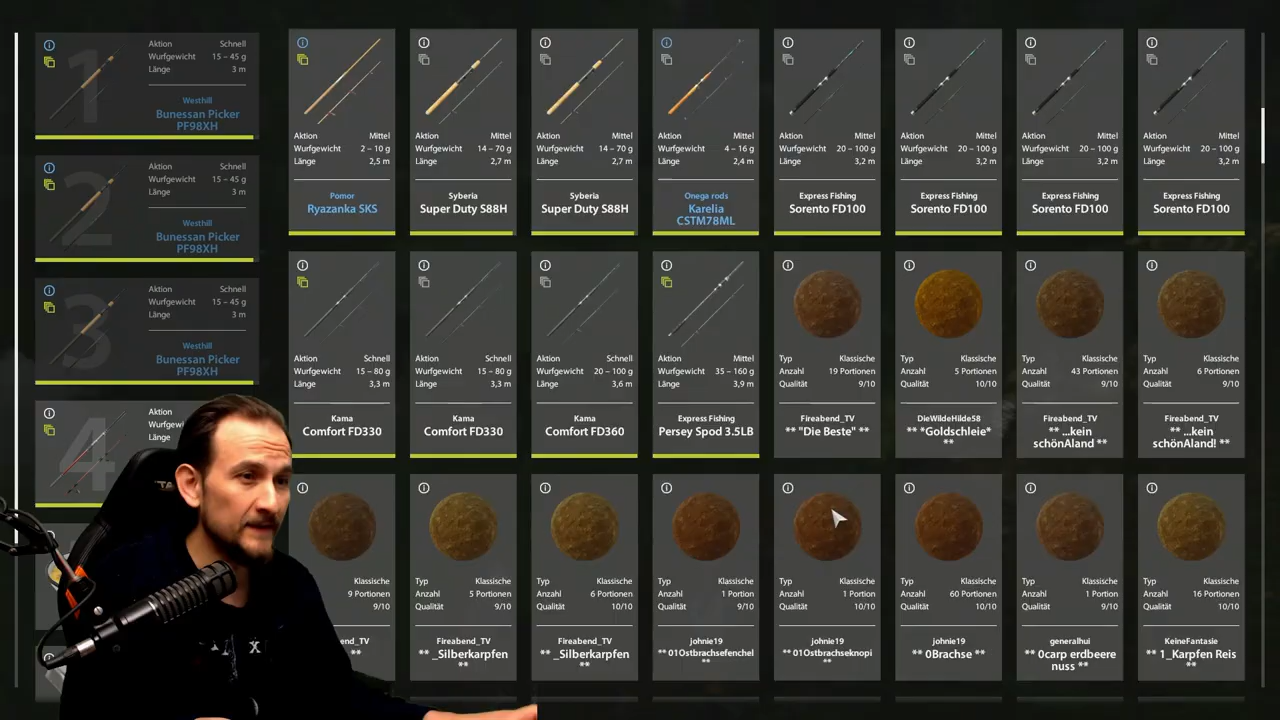 1
Aktion Schnell
Wurfgewicht 15 – 45 g
Länge 3 m
Westhill
Bunessan Picker
PF98XH
2
Aktion Schnell
Wurfgewicht 15 – 45 g
Länge 3 m
Westhill
Bunessan Picker
PF98XH
3
Aktion Schnell
Wurfgewicht 15 – 45 g
Länge 3 m
Westhill
Bunessan Picker
PF98XH
4
Aktion
Wurfgewicht
Länge
Aktion Mittel
Wurfgewicht 2 – 10 g
Länge 2,5 m
Pomor
Ryazanka SKS
Aktion Mittel
Wurfgewicht 14 – 70 g
Länge 2,7 m
Syberia
Super Duty S88H
Aktion Mittel
Wurfgewicht 14 – 70 g
Länge 2,7 m
Syberia
Super Duty S88H
Aktion Mittel
Wurfgewicht 4 – 16 g
Länge 2,4 m
Onega rods
Karelia
CSTM78ML
Aktion Mittel
Wurfgewicht 20 – 100 g
Länge 3,2 m
Express Fishing
Sorento FD100
Aktion Mittel
Wurfgewicht 20 – 100 g
Länge 3,2 m
Express Fishing
Sorento FD100
Aktion Mittel
Wurfgewicht 20 – 100 g
Länge 3,2 m
Express Fishing
Sorento FD100
Aktion Mittel
Wurfgewicht 20 – 100 g
Länge 3,2 m
Express Fishing
Sorento FD100
Aktion Schnell
Wurfgewicht 15 – 80 g
Länge 3,3 m
Kama
Comfort FD330
Aktion Schnell
Wurfgewicht 15 – 80 g
Länge 3,3 m
Kama
Comfort FD330
Aktion Schnell
Wurfgewicht 20 – 100 g
Länge 3,6 m
Kama
Comfort FD360
Aktion Mittel
Wurfgewicht 35 – 160 g
Länge 3,9 m
Express Fishing
Persey Spod 3.5LB
Typ Klassische
Anzahl 19 Portionen
Qualität 9/10
Fireabend_TV
** "Die Beste" **
Typ Klassische
Anzahl 5 Portionen
Qualität 10/10
DieWildeHilde58
** *Goldschleie*
**
Typ Klassische
Anzahl 43 Portionen
Qualität 9/10
Fireabend_TV
** ...kein
schönAland **
Typ Klassische
Anzahl 6 Portionen
Qualität 9/10
Fireabend_TV
** ...kein
schönAland! **
Klassische
9 Portionen
9/10
bend_TV
**
Typ Klassische
Anzahl 5 Portionen
Qualität 9/10
Fireabend_TV
** _Silberkarpfen
**
Typ Klassische
Anzahl 6 Portionen
Qualität 10/10
Fireabend_TV
** _Silberkarpfen
**
Typ Klassische
Anzahl 1 Portion
Qualität 9/10
johnie19
** 01Ostbrachsefenchel
**
Typ Klassische
Anzahl 1 Portion
Qualität 10/10
johnie19
** 01Ostbrachseknopi
**
Typ Klassische
Anzahl 60 Portionen
Qualität 10/10
johnie19
** 0Brachse **
Typ Klassische
Anzahl 1 Portion
Qualität 9/10
generalhui
** 0carp erdbeere
nuss **
Typ Klassische
Anzahl 16 Portionen
Qualität 10/10
KeineFantasie
** 1_Karpfen Reis
**